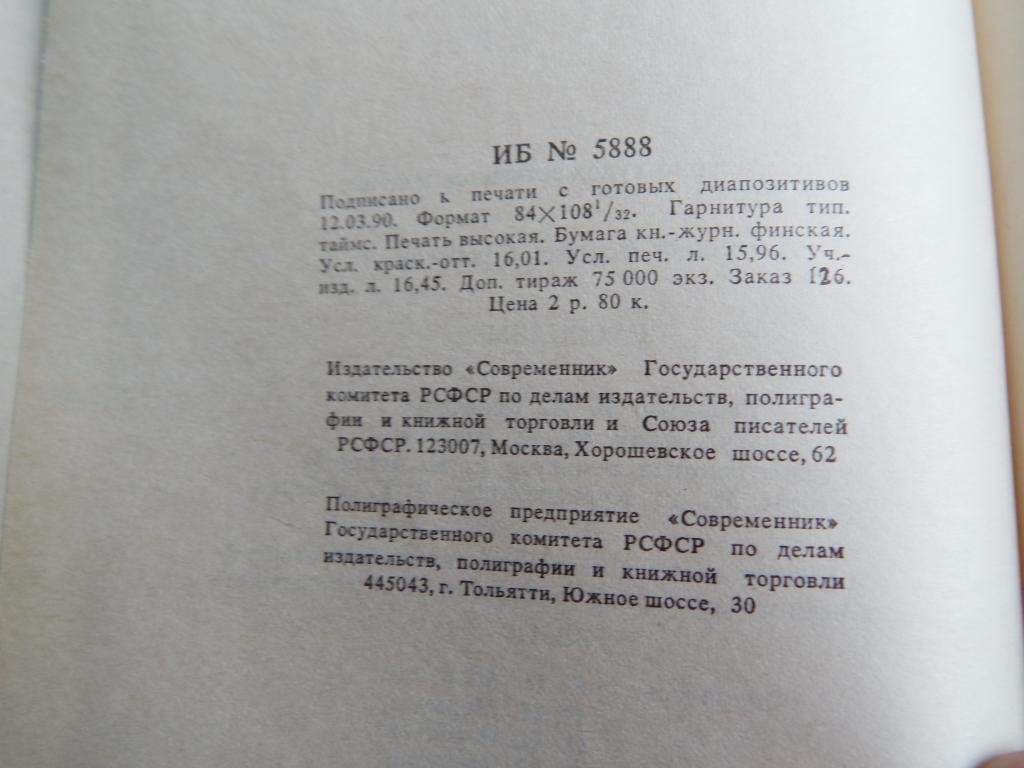 ИБ № 5888
Подписано к печати с готовых диапозитивов
12.03.90. Формат 84×108¹/₃₂. Гарнитура тип.
таймс. Печать высокая. Бумага кн.-журн. финская.
Усл. краск.-отт. 16,01. Усл. печ. л. 15,96. Уч.-
изд. л. 16,45. Доп. тираж 75 000 экз. Заказ 126.
Цена 2 р. 80 к.
Издательство «Современник» Государственного
комитета РСФСР по делам издательств, полигра-
фии и книжной торговли и Союза писателей
РСФСР. 123007, Москва, Хорошевское шоссе, 62
Полиграфическое предприятие «Современник»
Государственного комитета РСФСР по делам
издательств, полиграфии и книжной торговли
445043, г. Тольятти, Южное шоссе, 30